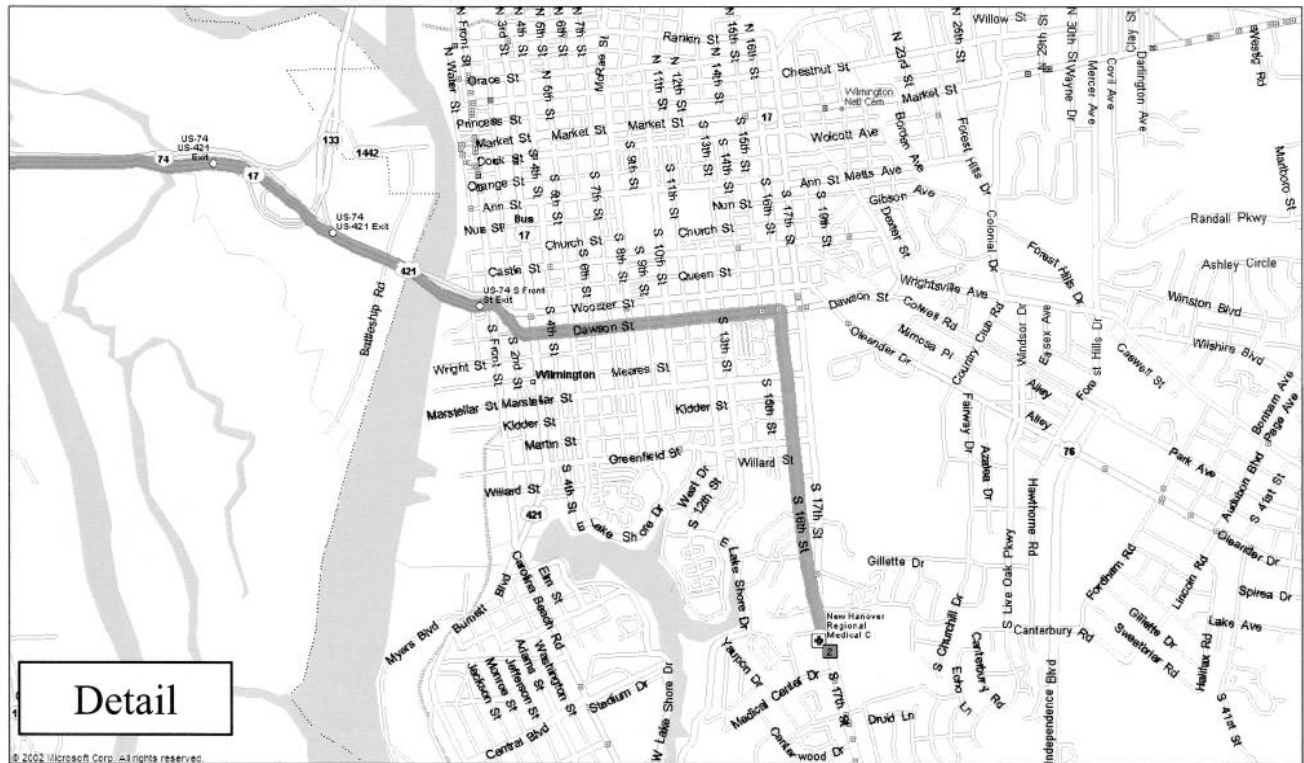 N Front St
N 3rd St
N 4th St
N 5th St
N 6th St
N 7th St
N Water St
Grace St
N 5th St
McRae St
Rankin St
N 11th St
N 12th St
N 14th St
N 15th St
N 16th St
Chestnut St
N 23rd St
N 26th St
Willow St
N 29th St
N 30th St
Wayne Dr
Mercer Ave
Covil Ave
Darlington Ave
Clay St
Wilmington
Natl Cem
Market St
Princess St
Market St
Market St
Market St
17
Wolcott Ave
Borden Ave
Forest Hills Dr
US-74
US-421
Exit
133
1442
74
17
Dock St
Orange St
Ann St
Nun St
Bus
17
S 4th St
S 5th St
S 7th St
S 9th St
S 11th St
S 13th St
S 14th St
S 15th St
S 16th St
S 17th St
S 19th St
Ann St
Metts Ave
Gibson Ave
Dexter St
Nun St
Church St
Church St
Colonial Dr
Marlboro St
Randall Pkwy
US-74
US-421 Exit
421
Castle St
S 6th St
S 8th St
S 9th St
S 10th St
Queen St
Wrightsville Ave
Forest Hills Dr
Ashley Circle
Winston Blvd
Wilshire Blvd
US-74 S Front
St Exit
Wooster St
Dawson St
Dawson St
Colwell Rd
Mimosa Pl
Oleander Dr
Country Club Rd
Windsor Dr
Essex Ave
Forest Hills Dr
Caswell St
Battleship Rd
S Front St
S 2nd St
S 4th St
Wright St
Wilmington
Meares St
S 13th St
S 15th St
Alley
Alley
Bonham Ave
Page Ave
Marstellar St
Marstellar St
Kidder St
Kidder St
Martin St
Greenfield St
Willard St
Willard St
Fairway Dr
Azalea Dr
76
Park Ave
Audubon Blvd
S 41st St
S 4th St
421
E Lake Shore Dr
West Dr
S 12th St
S 16th St
S 17th St
Hawthorne Rd
S Live Oak Pkwy
Oleander Dr
Gillette Dr
Fordham Rd
Lincoln Rd
Spirea Dr
Lake Ave
Myers Blvd
Burnett Blvd
Carolina Beach Rd
Elm St
E Lake Shore Dr
New Hanover
Regional
Medical C
2
S Churchill Dr
Canterbury Rd
Gillette Dr
Sweetbriar Rd
Halifax Rd
S 41st St
Washington St
Adams St
Jefferson St
Monroe St
Jackson St
Stadium Dr
Central Blvd
W Lake Shore Dr
Yaupon Dr
Medical Center Dr
S 17th St
Echo Ln
Canterbury Rd
Druid Ln
Independence Blvd
Centerwood Dr
Detail
© 2002 Microsoft Corp. All rights reserved.